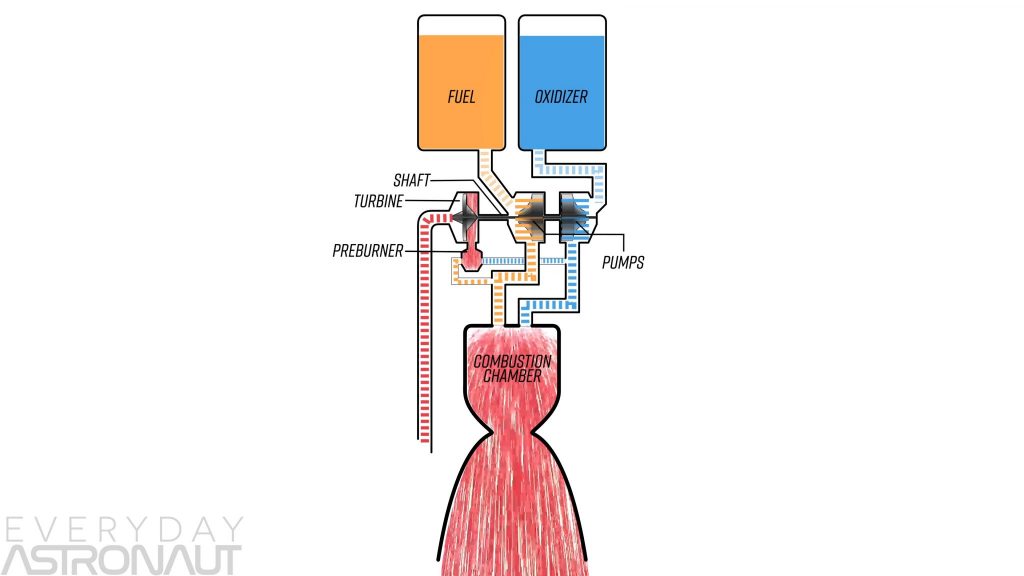 FUEL
OXIDIZER
SHAFT
TURBINE
PREBURNER
PUMPS
COMBUSTION
CHAMBER
EVERYDAY
ASTRONAUT